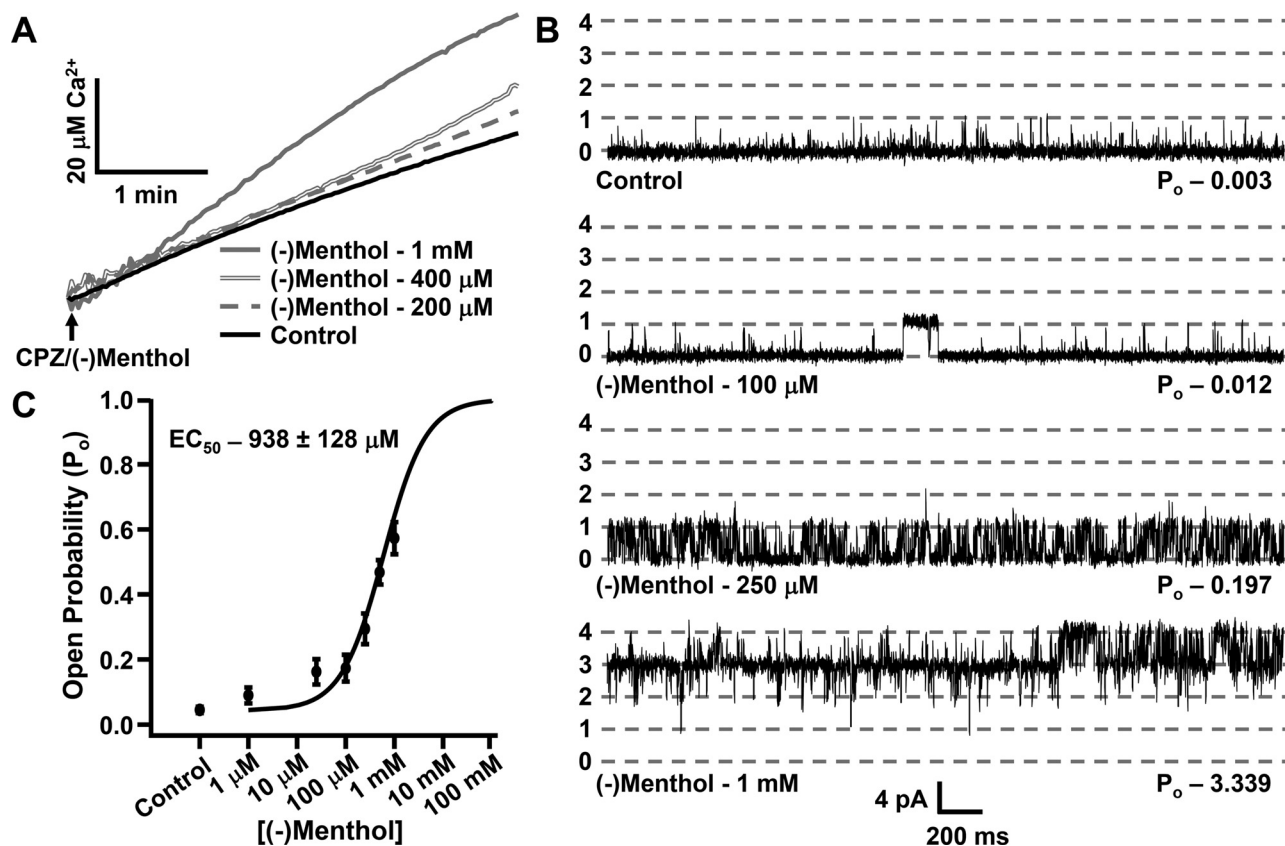 A
20 μM Ca²⁺
1 min
(-)Menthol - 1 mM
(-)Menthol - 400 μM
(-)Menthol - 200 μM
Control
CPZ/(-)Menthol
B
4
3
2
1
0
Control
Pₒ – 0.003
4
3
2
1
0
(-)Menthol - 100 μM
Pₒ – 0.012
4
3
2
1
0
(-)Menthol - 250 μM
Pₒ – 0.197
4
3
2
1
0
(-)Menthol - 1 mM
Pₒ – 3.339
4 pA
200 ms
C
Open Probability (Pₒ)
1.0
0.8
0.6
0.4
0.2
0.0
EC₅₀ – 938 ± 128 μM
Control
1 μM
10 μM
100 μM
1 mM
10 mM
100 mM
[(-)Menthol]